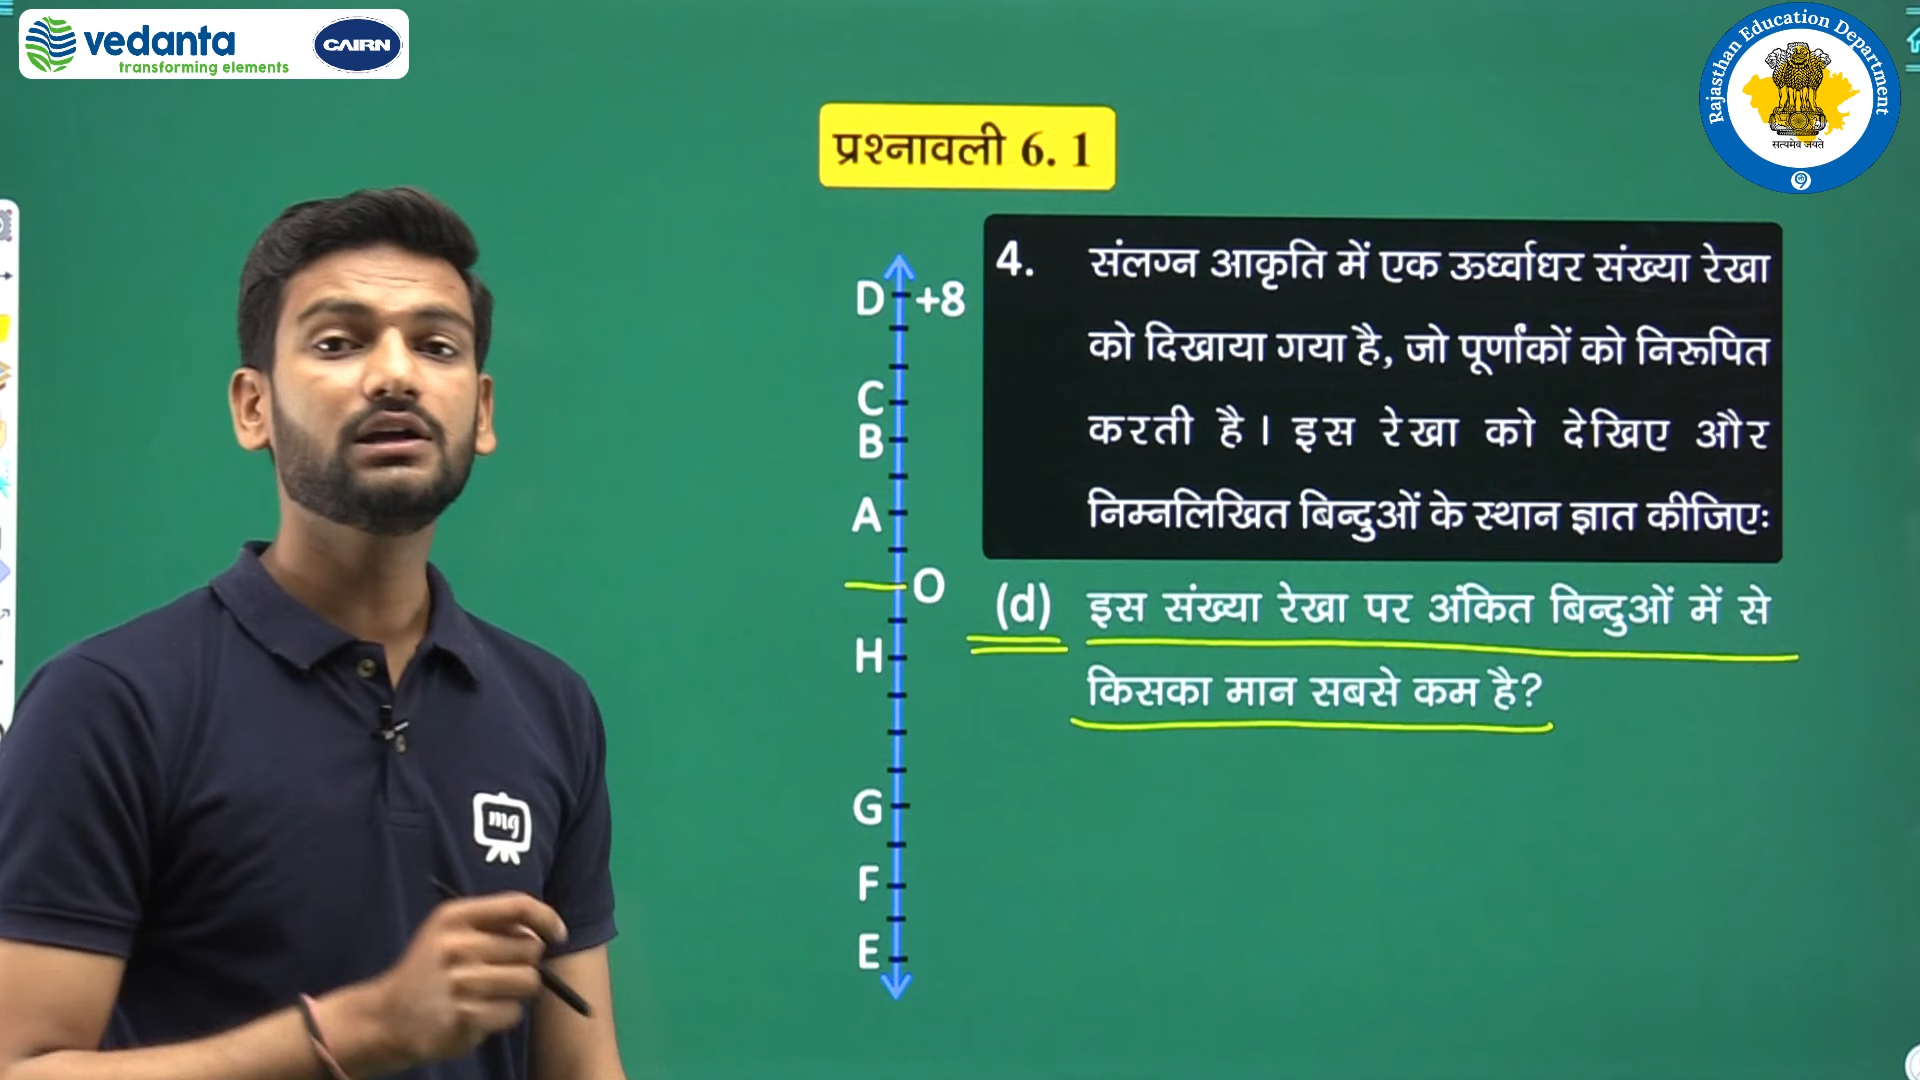 vedanta
transforming elements
CAIRN
Rajasthan Education Department
सत्यमेव जयते
प्रश्नावली 6. 1
4. संलग्न आकृति में एक ऊर्ध्वाधर संख्या रेखा
को दिखाया गया है, जो पूर्णांकों को निरूपित
करती है। इस रेखा को देखिए और
निम्नलिखित बिन्दुओं के स्थान ज्ञात कीजिएः
(d) इस संख्या रेखा पर अंकित बिन्दुओं में से
किसका मान सबसे कम है?
D +8
C
B
A
O
H
G
F
E
mg